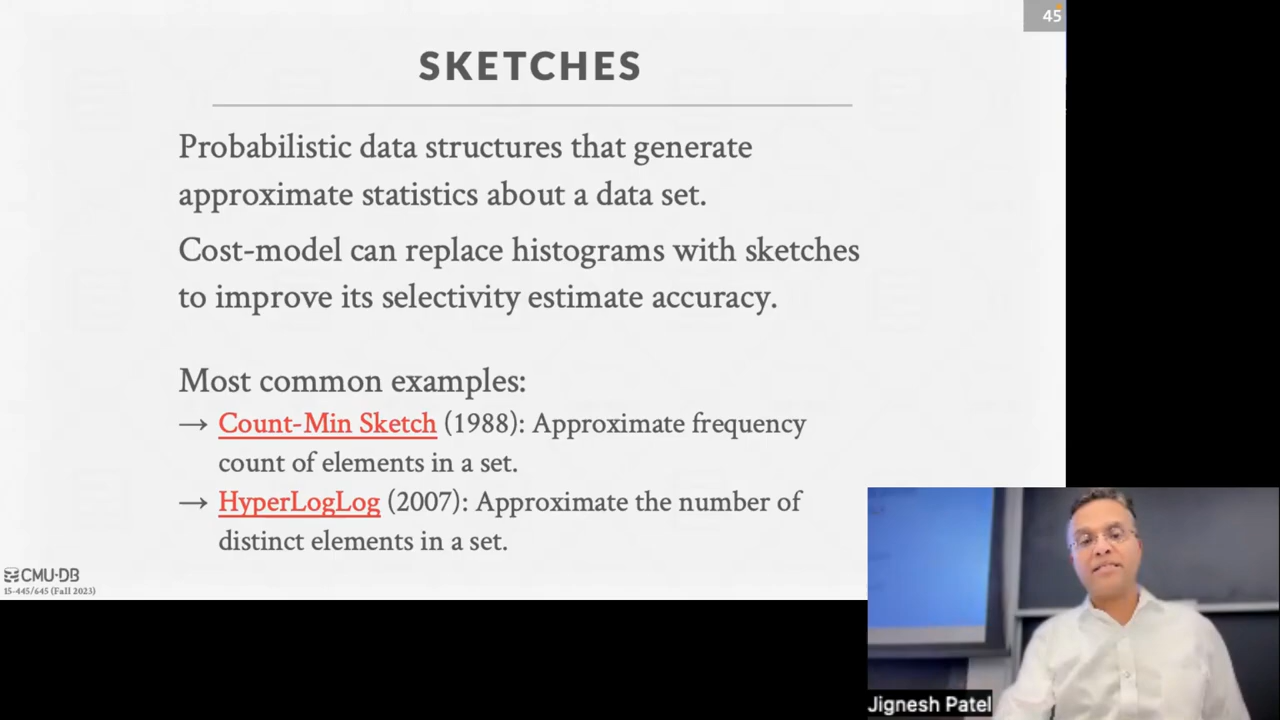 45
SKETCHES
Probabilistic data structures that generate
approximate statistics about a data set.
Cost-model can replace histograms with sketches
to improve its selectivity estimate accuracy.
Most common examples:
→ Count-Min Sketch (1988): Approximate frequency
count of elements in a set.
→ HyperLogLog (2007): Approximate the number of
distinct elements in a set.
CMU·DB
15-445/645 (Fall 2023)
Jignesh Patel